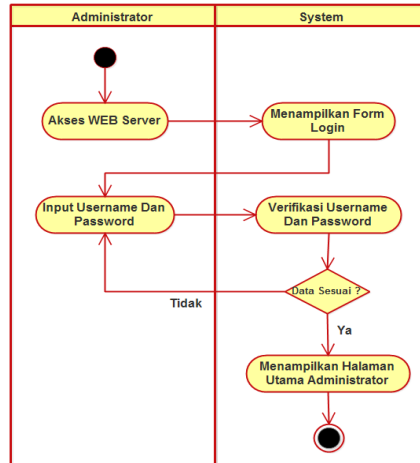 Administrator
System
Akses WEB Server
Menampilkan Form
Login
Input Username Dan
Password
Verifikasi Username
Dan Password
Data Sesuai ?
Tidak
Ya
Menampilkan Halaman
Utama Administrator